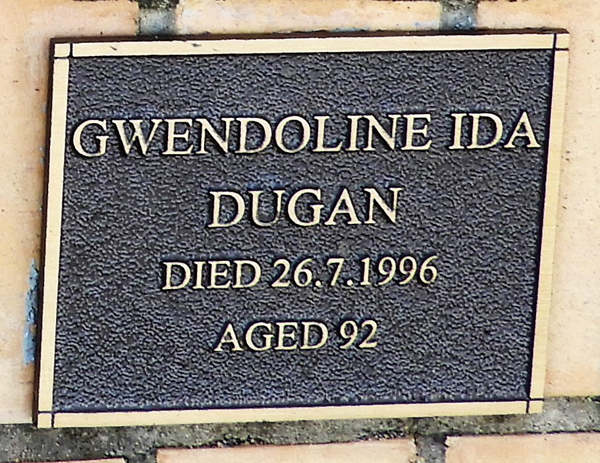 GWENDOLINE IDA
DUGAN
DIED 26.7.1996
AGED 92